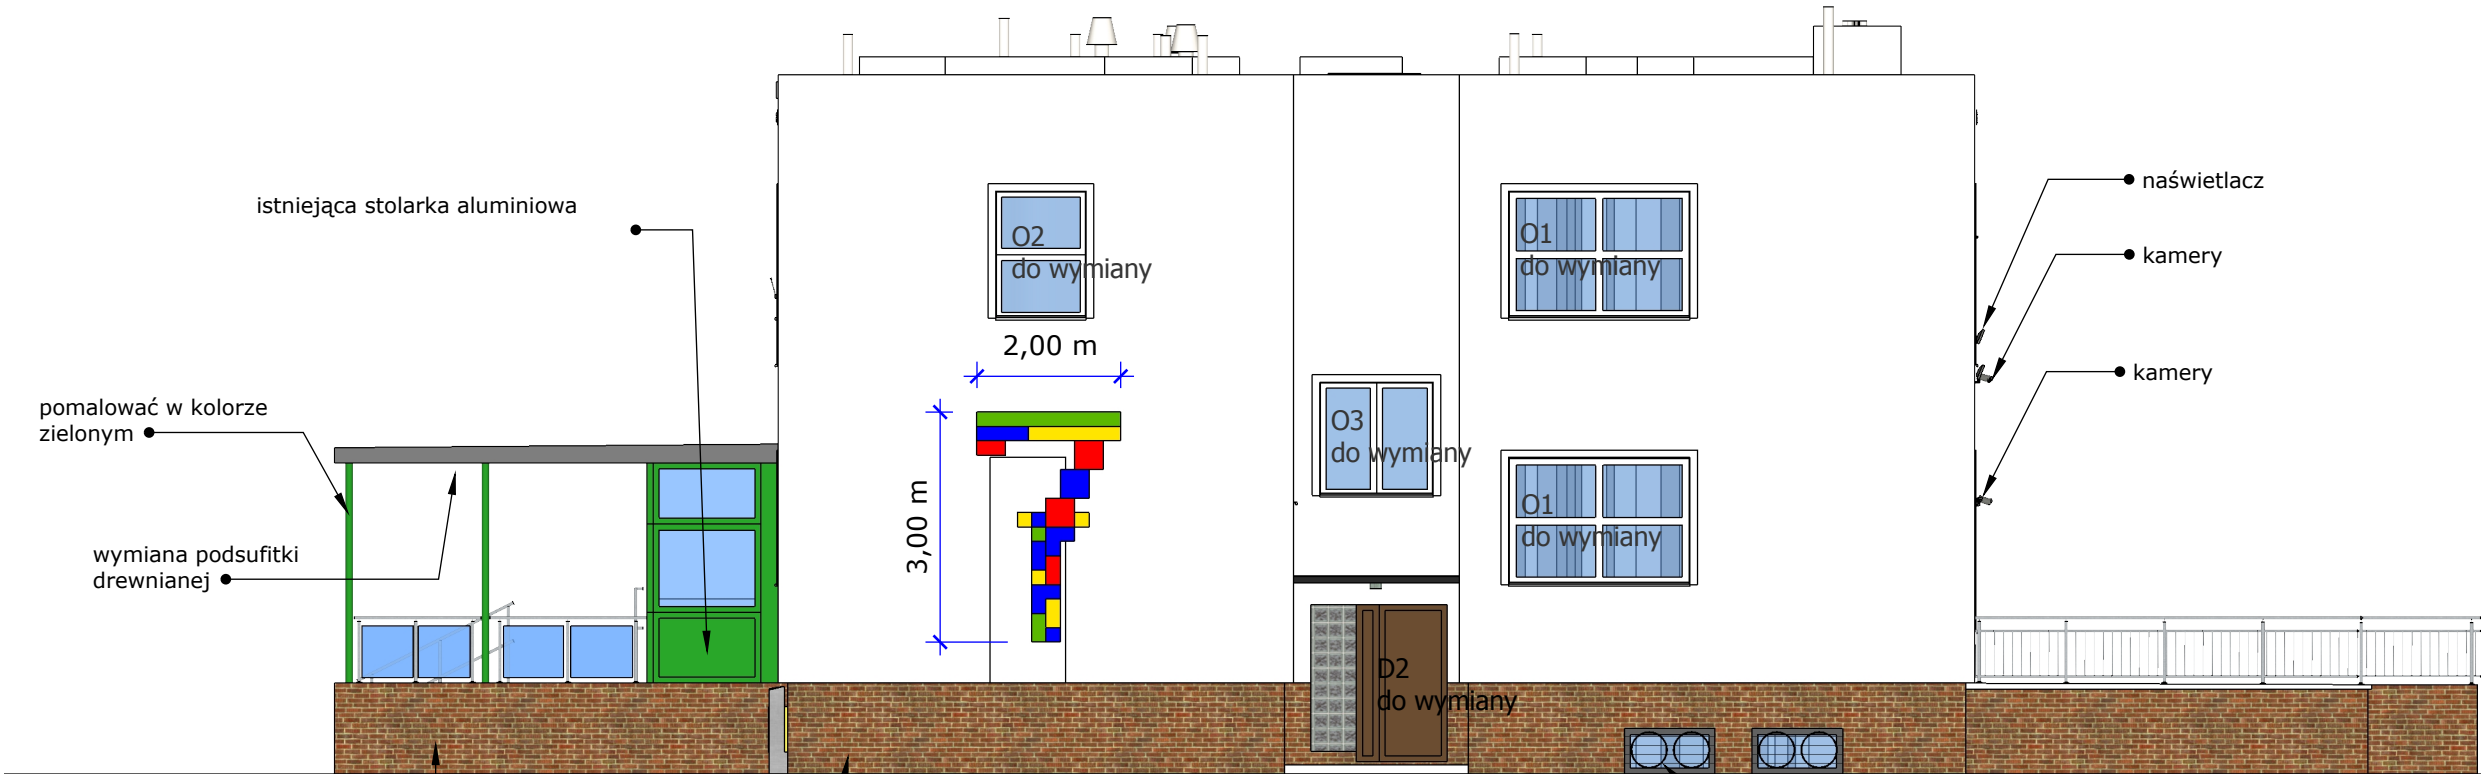 istniejąca stolarka aluminiowa
O2
do wymiany
O1
do wymiany
naświetlacz
kamery
2,00 m
kamery
pomalować w kolorze
zielonym
O3
do wymiany
3,00 m
O1
do wymiany
wymiana podsufitki
drewnianej
D2
do wymiany